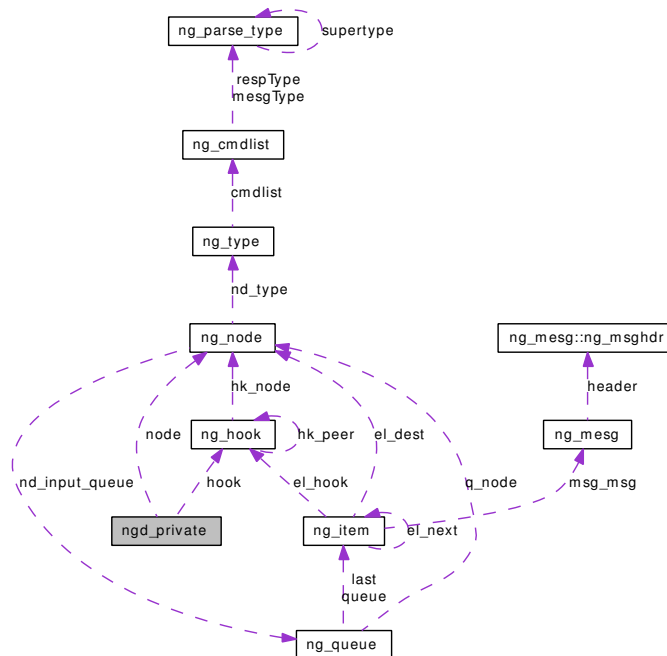 ng_parse_type
supertype
respType
mesgType
ng_cmdlist
cmdlist
ng_type
nd_type
ng_node
ng_mesg::ng_msghdr
hk_node
header
ng_hook
hk_peer
node
el_dest
ng_mesg
nd_input_queue
hook
el_hook
q_node
msg_msg
ngd_private
ng_item
el_next
last
queue
ng_queue